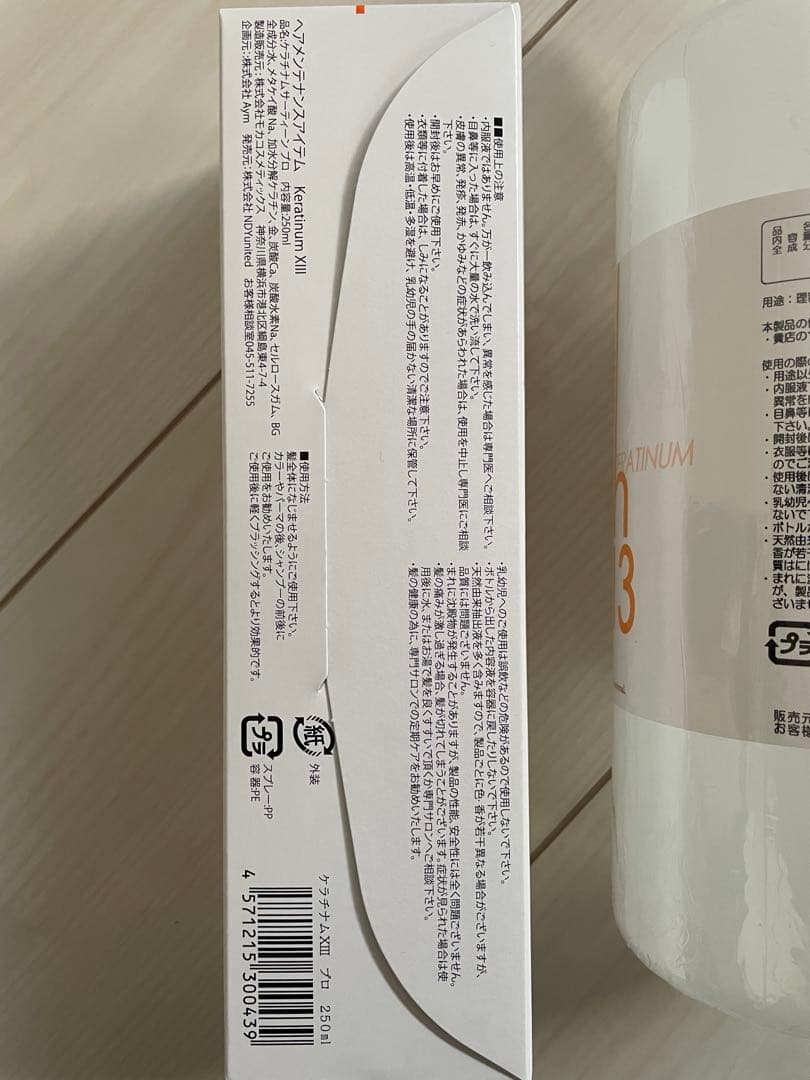 ヘアメンテナンスアイテム Keratinum XIII
品名:ケラチナムサーティーンプロ 内容量:250ml
全成分:水、メタケイ酸Na、加水分解ケラチン、金、炭酸Ca、炭酸水素Na、セルロースガム、BG
製造販売元:株式会社モカコスメティックス 神奈川県横浜市港北区綱島東4-7-4
企画元:株式会社 Aym 発売元:株式会社 NDYunited お客様相談室045-511-7255
■使用方法
髪全体になじませるようにご使用下さい。
カラーやパーマの後、シャンプーの前後に
ご使用をお勧めいたします。
ご使用後に軽くブラッシングするとより効果的です。
紙
外装
プラ
スプレー:PP
容器:PE
ケラチナムXIII プロ 250ml
4 571215 300439
■■使用上の注意
・内服液ではありません。万が一飲み込んでしまい、異常を感じた場合は専門医へご相談下さい。
・目鼻等に入った場合は、すぐに大量の水で洗い流して下さい。
・皮膚の異常、発疹、発赤、かゆみなどの症状があらわれた場合は、使用を中止し専門医にご相談
下さい。
・開封後はお早めにご使用下さい。
・衣類等に付着した場合は、しみになることがありますのでご注意下さい。
・使用後は高温・低温・多湿を避け、乳幼児の手の届かない清潔な場所に保管して下さい。
・乳幼児へのご使用は誤飲などの危険があるので使用しないで下さい。
・ボトルから出した内容液を容器に戻したりしないで下さい。
・天然由来抽出液を多く含みますので、製品ごとに色、香が若干異なる場合がございますが、
品質には問題ございません。
・まれに沈殿物が発生することがありますが、製品の性能、安全性には全く問題ございません。
・髪の痛みが激し過ぎる場合、髪が切れてしまうことがございます。症状が見られた場合は使
用後に水、またはお湯で髪を良くすすいで頂くか専門サロンへご相談下さい。
・髪の健康の為に、専門サロンでの定期ケアをお勧めいたします。
品
内容
全成
用途:理
本製品の
・貴店の
使用の際の
・用途以
・内服液
異常を
・目鼻等
下さい。
・開封後
・衣服等
のでご
・使用後
ない清
・乳幼児
ないで
・ボトル
・天然由来
香が若干
質には
・まれに
が、製品
ざいま
プラ
販売元
お客様
RATINUM
n
3